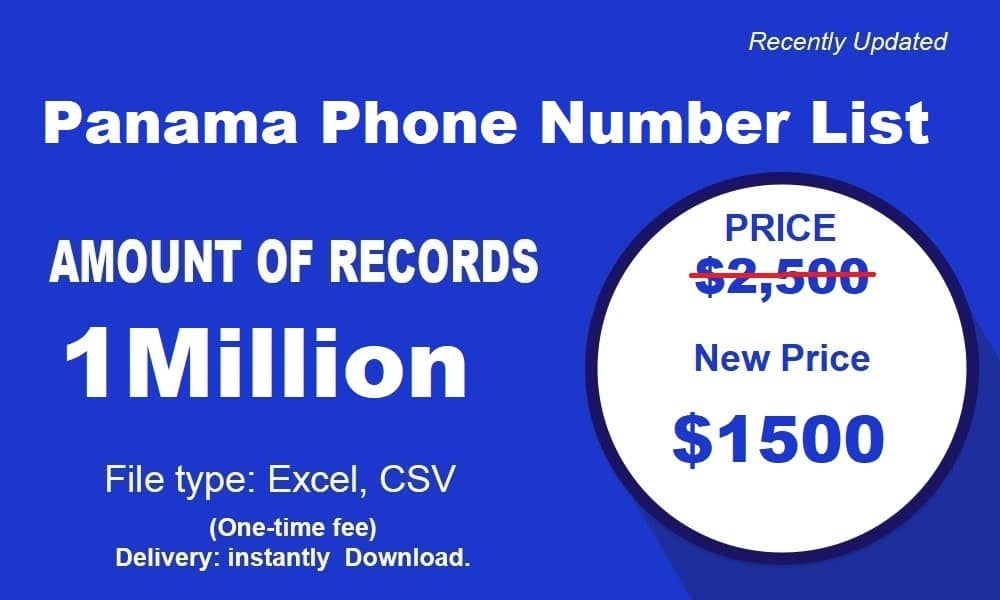 Recently Updated
Panama Phone Number List
AMOUNT OF RECORDS
1Million
File type: Excel, CSV
(One-time fee)
Delivery: instantly Download.
PRICE
$2,500
New Price
$1500